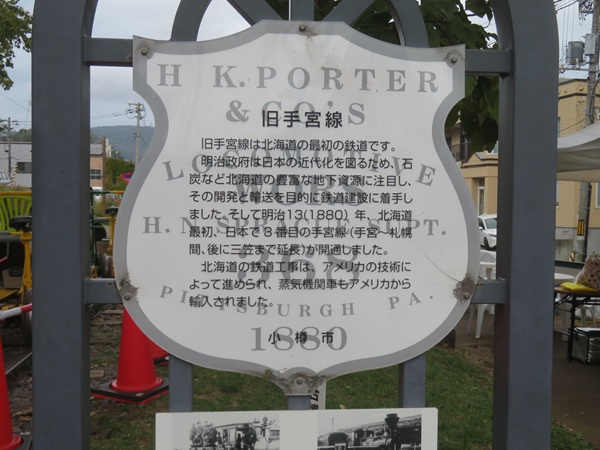 H K. PORTER
& CO'S
旧手宮線
旧手宮線は北海道の最初の鉄道です。
明治政府は日本の近代化を図るため、石
炭など北海道の豊富な地下資源に注目し、
その開発と輸送を目的に鉄道建設に着手し
ました。そして明治13(1880)年、北海道
最初、日本で3番目の手宮線(手宮〜札幌
間、後に三笠まで延長)が開通しました。
北海道の鉄道工事は、アメリカの技術に
よって進められ、蒸気機関車もアメリカから
輸入されました。
小樽市
LOCOMOTIVE
WORKS
H. N. SPRAGUE SUPT.
368
PITTSBURGH PA.
1880